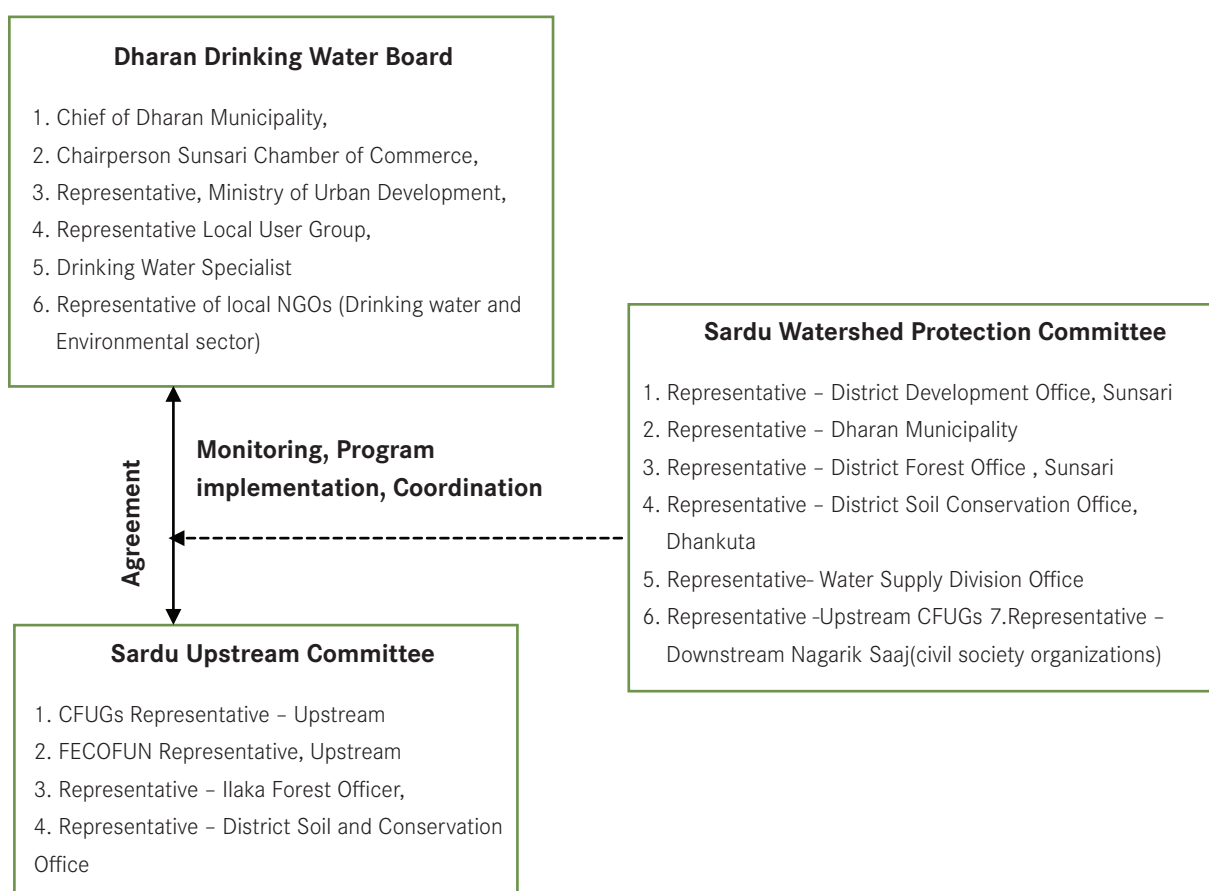 Dharan Drinking Water Board
1. Chief of Dharan Municipality,
2. Chairperson Sunsari Chamber of Commerce,
3. Representative, Ministry of Urban Development,
4. Representative Local User Group,
5. Drinking Water Specialist
6. Representative of local NGOs (Drinking water and
Environmental sector)
Agreement
Monitoring, Program
implementation, Coordination
Sardu Watershed Protection Committee
1. Representative – District Development Office, Sunsari
2. Representative – Dharan Municipality
3. Representative – District Forest Office , Sunsari
4. Representative – District Soil Conservation Office,
Dhankuta
5. Representative- Water Supply Division Office
6. Representative -Upstream CFUGs 7.Representative –
Downstream Nagarik Saaj(civil society organizations)
Sardu Upstream Committee
1. CFUGs Representative – Upstream
2. FECOFUN Representative, Upstream
3. Representative – Ilaka Forest Officer,
4. Representative – District Soil and Conservation
Office